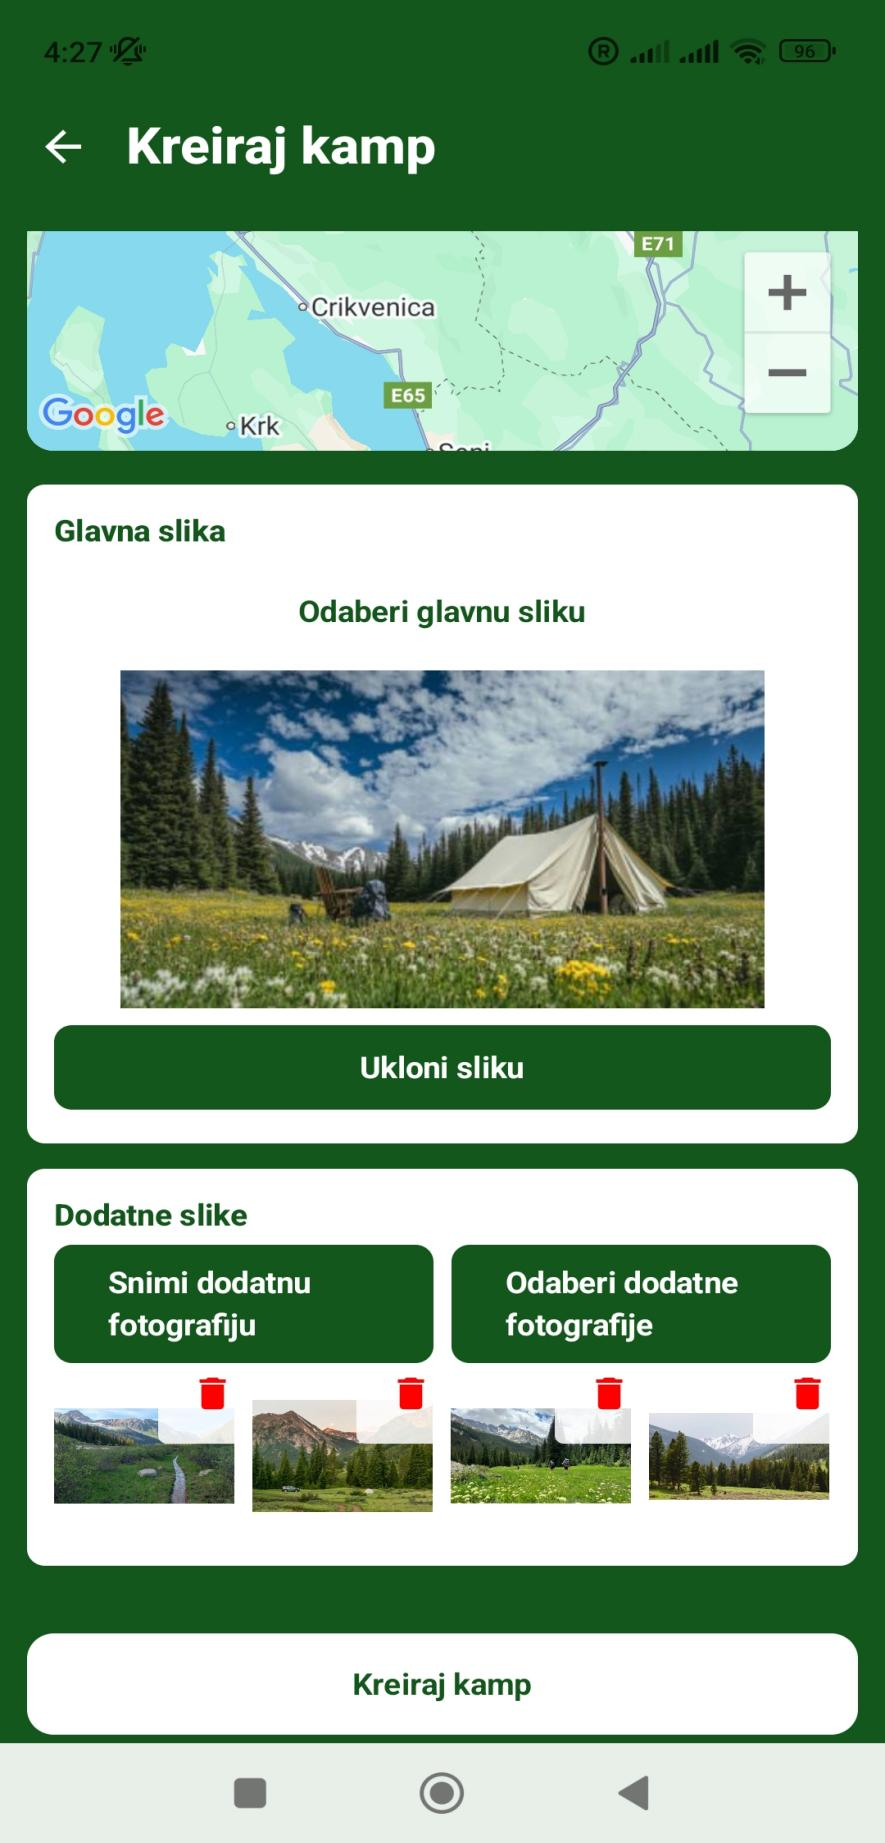 4:27
R
96
Kreiraj kamp
E71
Crikvenica
E65
Google
Krk
Glavna slika
Odaberi glavnu sliku
Ukloni sliku
Dodatne slike
Snimi dodatnu
fotografiju
Odaberi dodatne
fotografije
Kreiraj kamp